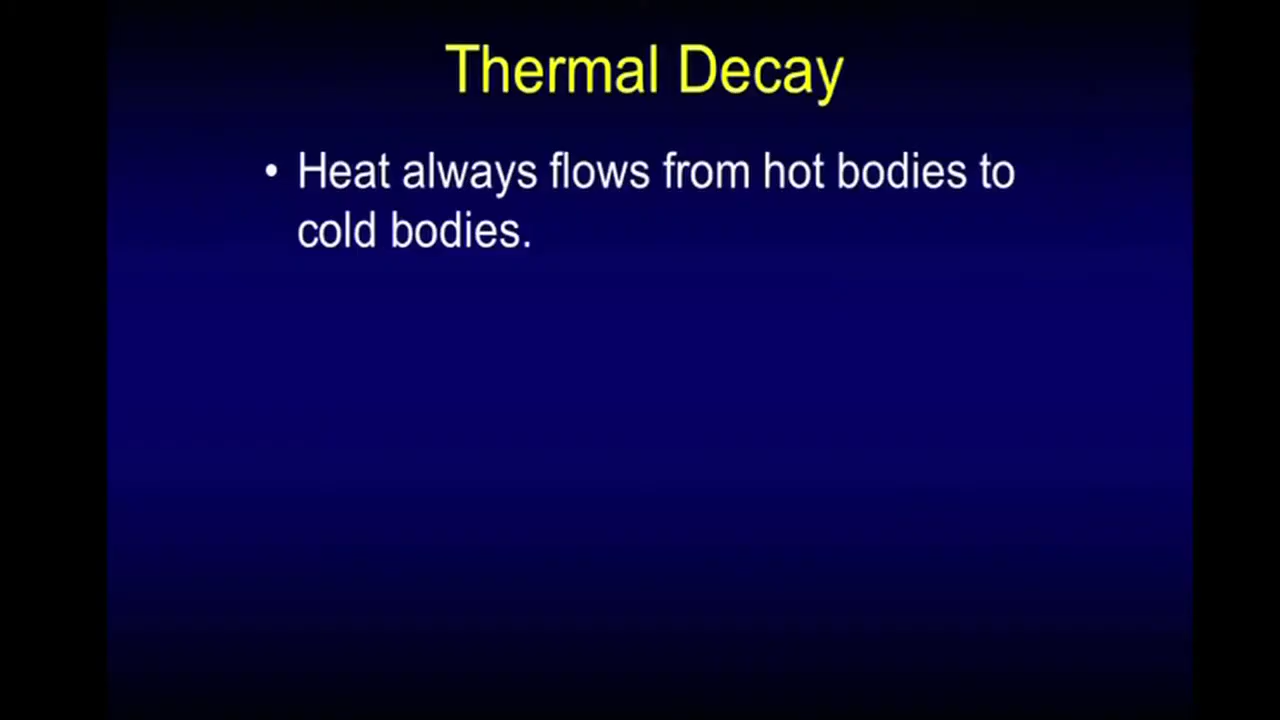 Thermal Decay
• Heat always flows from hot bodies to
cold bodies.